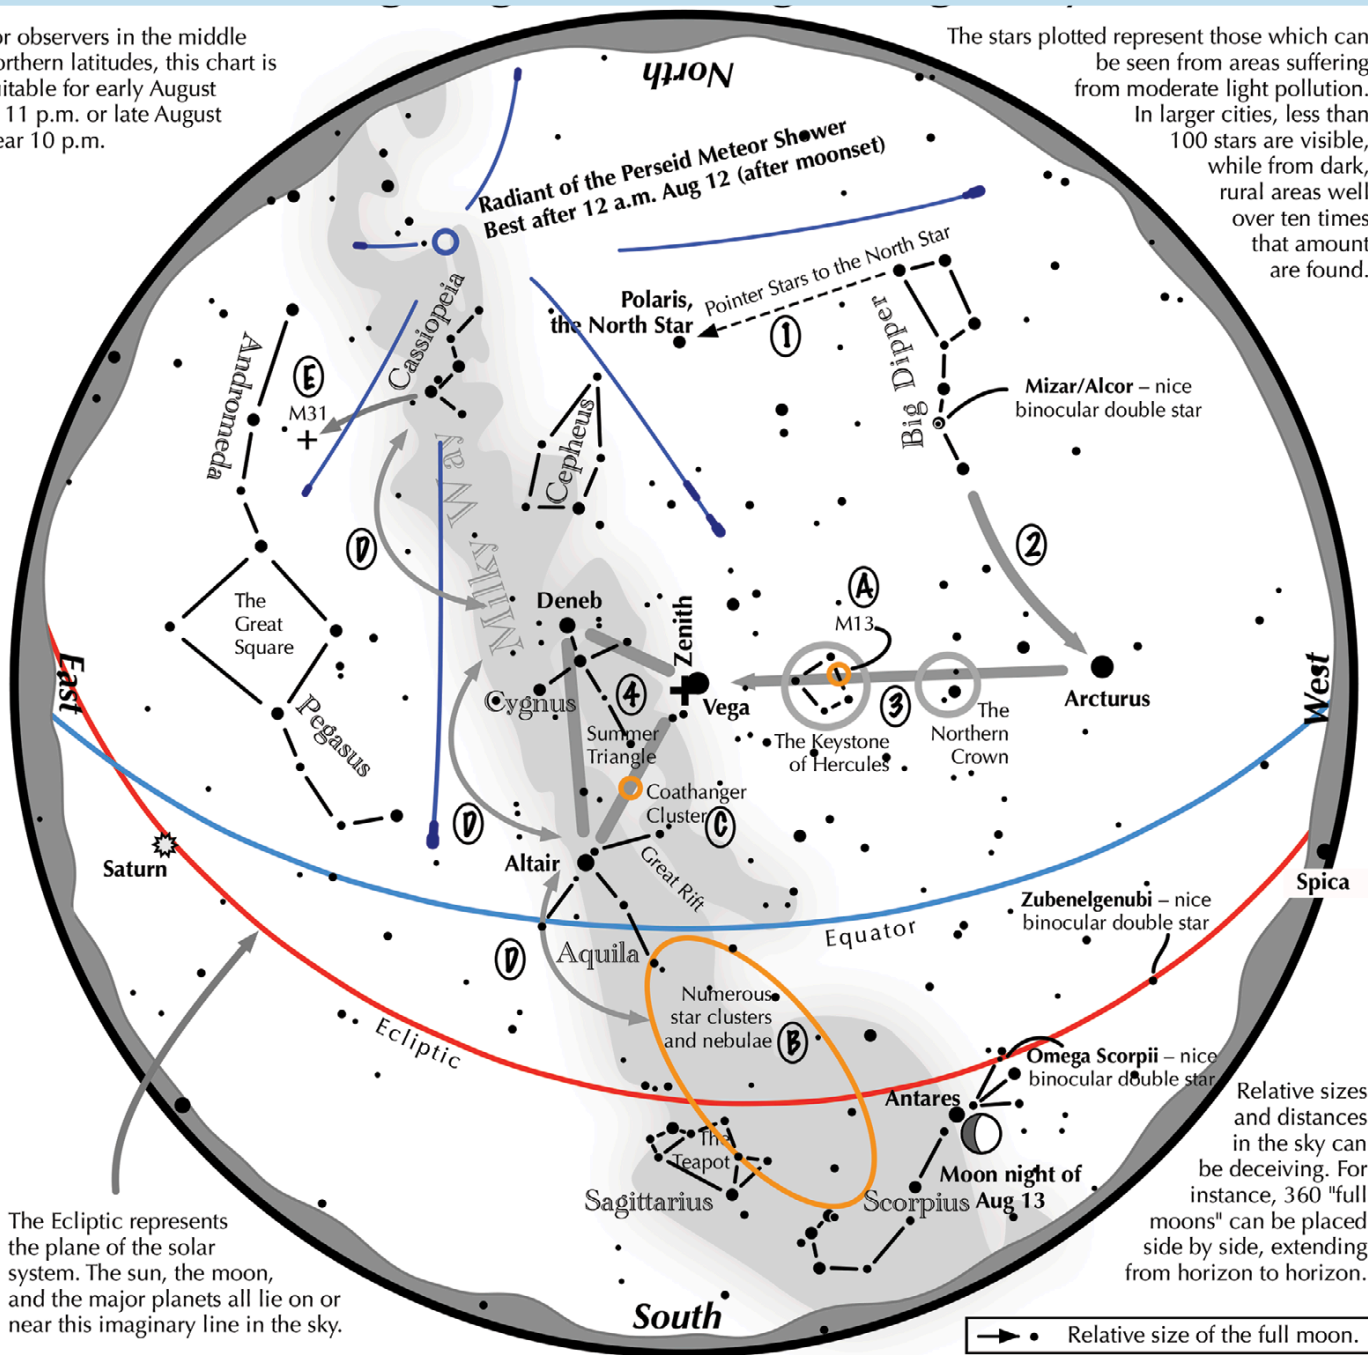 or observers in the middle
orthern latitudes, this chart is
uitable for early August
11 p.m. or late August
ear 10 p.m.
The stars plotted represent those which can
be seen from areas suffering
from moderate light pollution.
In larger cities, less than
100 stars are visible,
while from dark,
rural areas well
over ten times
that amount
are found.
North
Radiant of the Perseid Meteor Shower
Best after 12 a.m. Aug 12 (after moonset)
Pointer Stars to the North Star
Polaris,
the North Star
1
Big Dipper
Mizar/Alcor – nice
binocular double star
Cassiopeia
Andromeda
E
M31
Cepheus
Milky Way
D
2
The
Great
Square
Deneb
Zenith
A
M13
East
West
Cygnus
4
Vega
3
Arcturus
Pegasus
Summer
Triangle
The Keystone
of Hercules
The
Northern
Crown
Coathanger
Cluster
C
D
Saturn
Altair
Great Rift
Spica
Zubenelgenubi – nice
binocular double star
Equator
D
Aquila
Numerous
star clusters
and nebulae
B
Ecliptic
Omega Scorpii – nice
binocular double star
Antares
The
Teapot
Moon night of
Aug 13
Sagittarius
Scorpius
South
The Ecliptic represents
the plane of the solar
system. The sun, the moon,
and the major planets all lie on or
near this imaginary line in the sky.
Relative sizes
and distances
in the sky can
be deceiving. For
instance, 360 "full
moons" can be placed
side by side, extending
from horizon to horizon.
Relative size of the full moon.